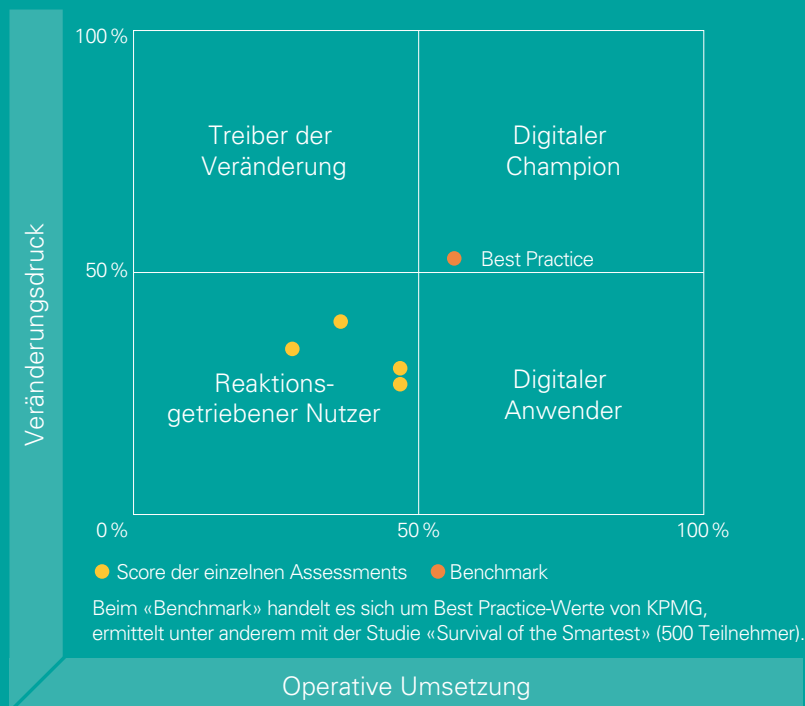 100 %
Treiber der
Veränderung
Digitaler
Champion
Best Practice
50 %
Veränderungsdruck
Reaktions-
getriebener Nutzer
Digitaler
Anwender
0 %
50 %
100 %
Score der einzelnen Assessments
Benchmark
Beim «Benchmark» handelt es sich um Best Practice-Werte von KPMG,
ermittelt unter anderem mit der Studie «Survival of the Smartest» (500 Teilnehmer).
Operative Umsetzung